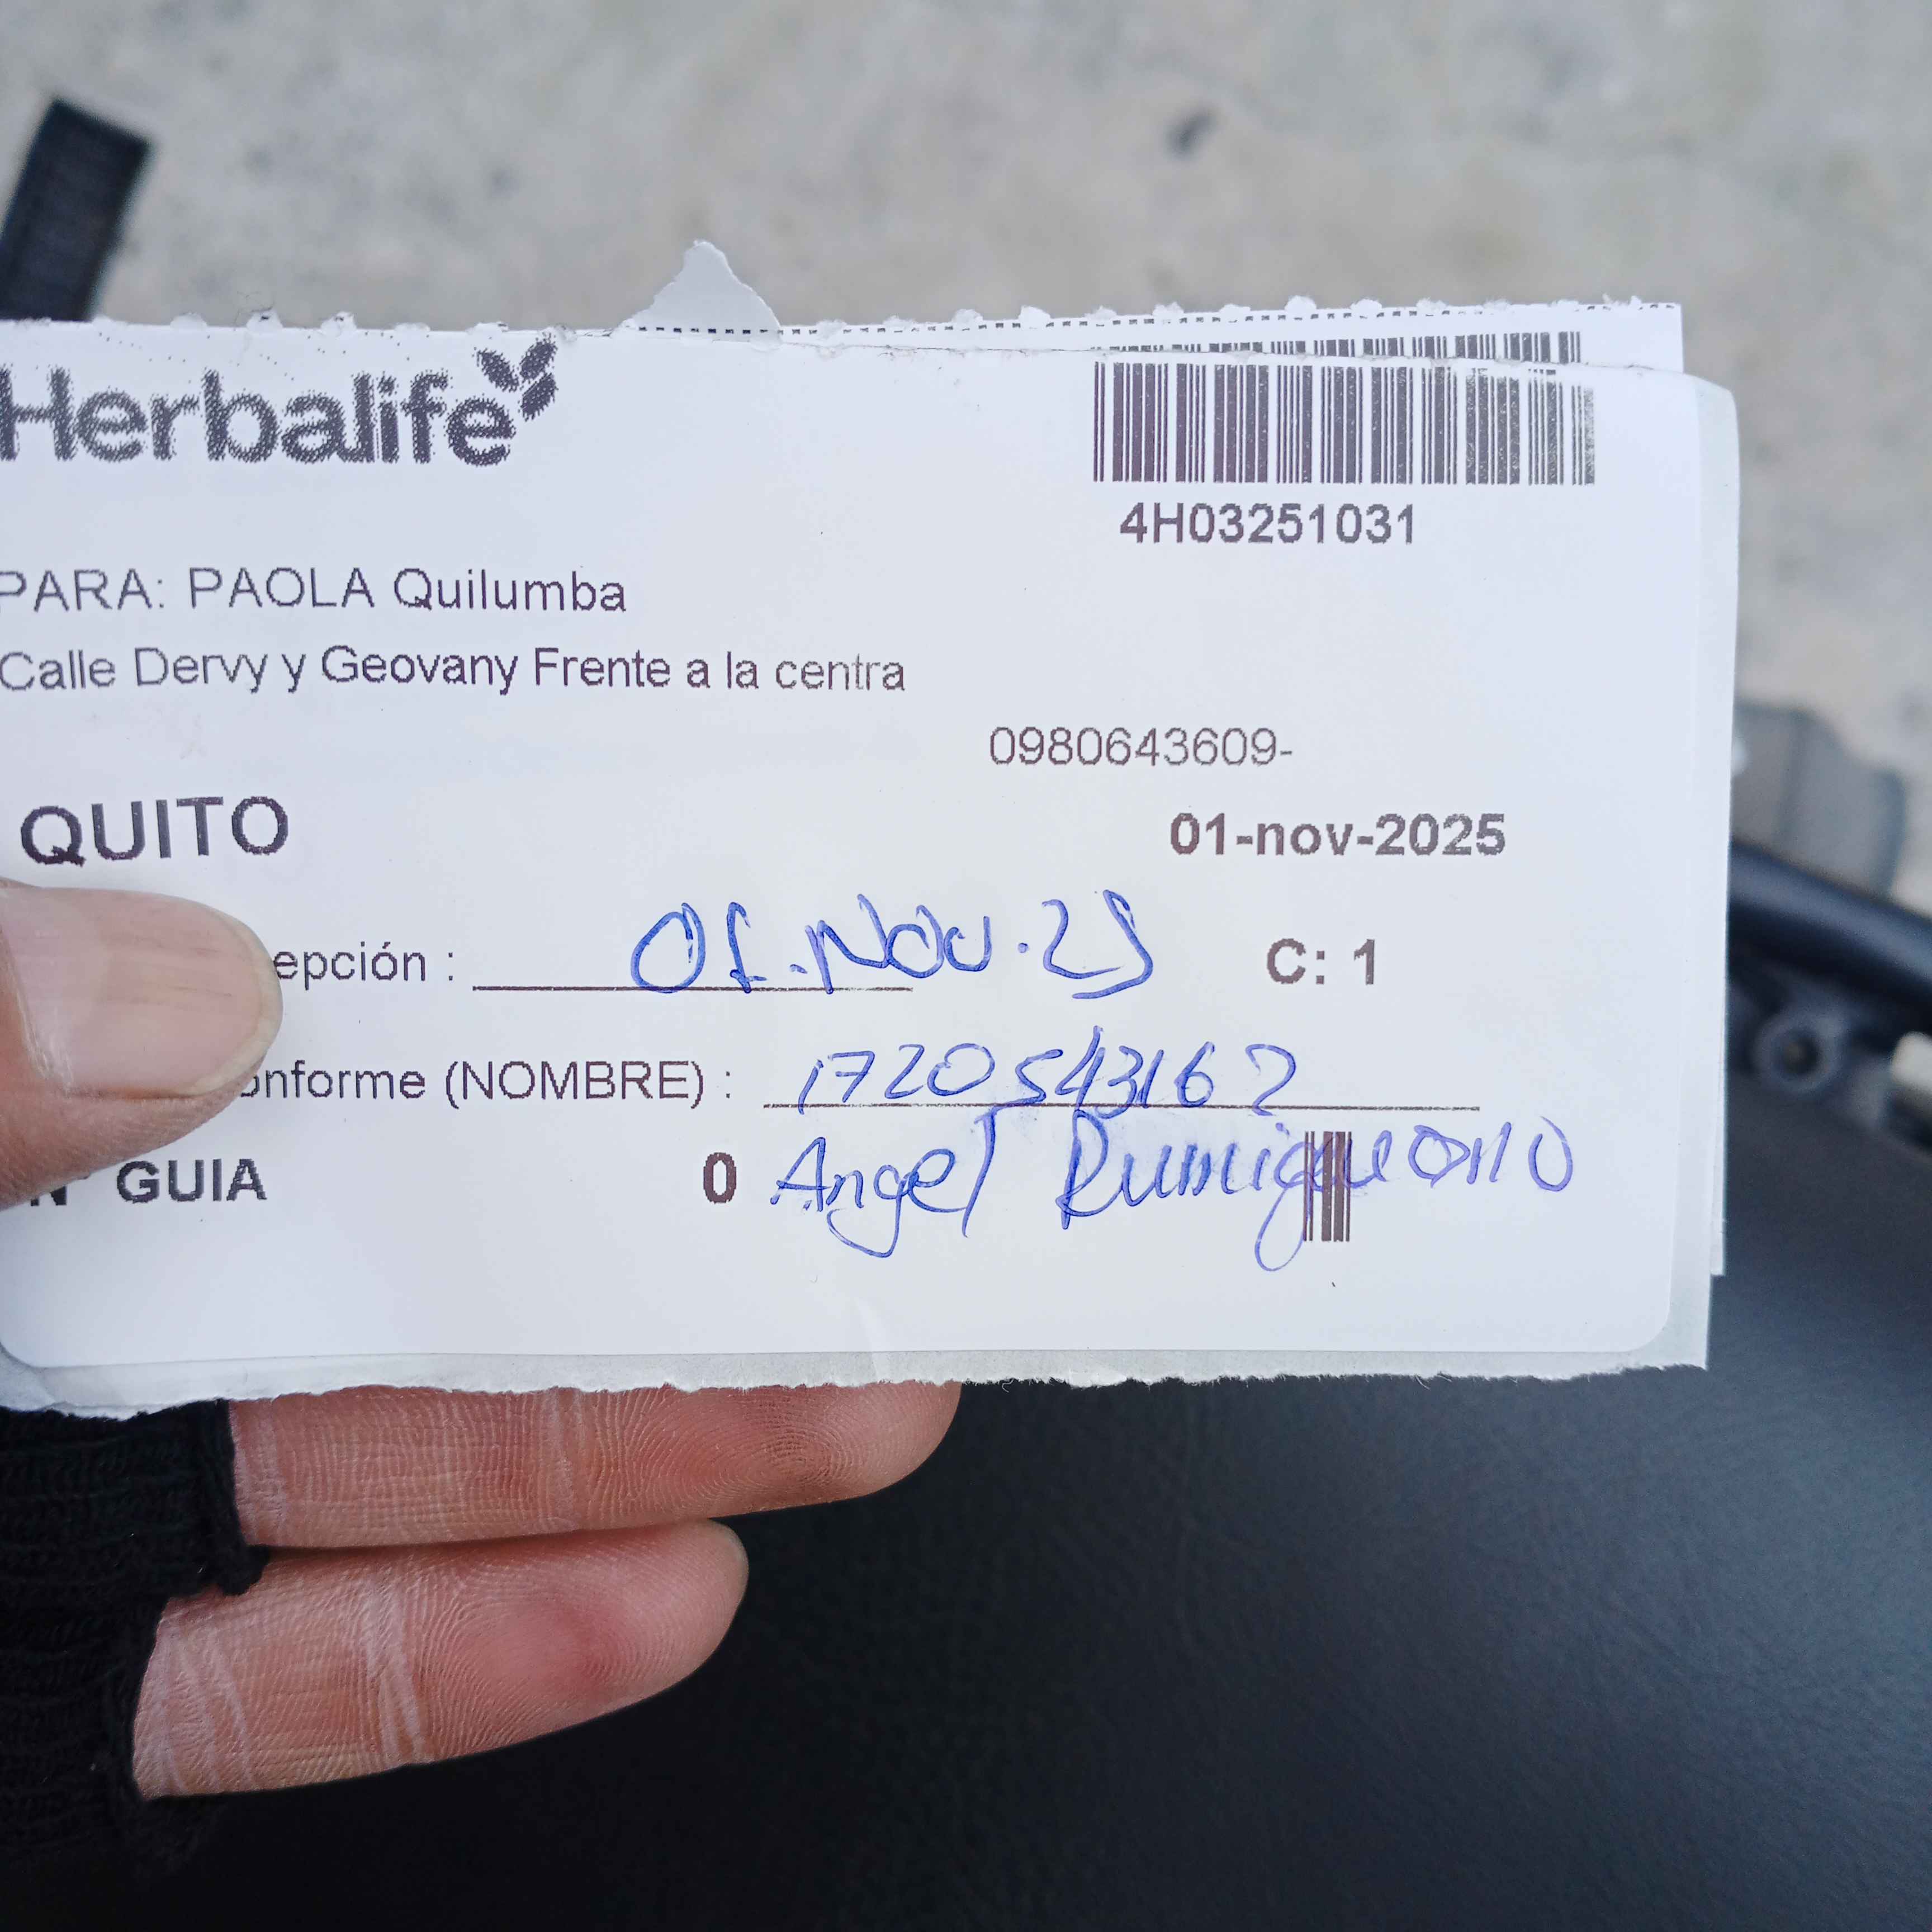 Herbalife
4H03251031
PARA: PAOLA Quilumba
Calle Dervy y Geovany Frente a la centra
0980643609-
QUITO
01-nov-2025
epción : 01.Nov.25
C: 1
onforme (NOMBRE) : 1720543162
N° GUIA 0 Angel